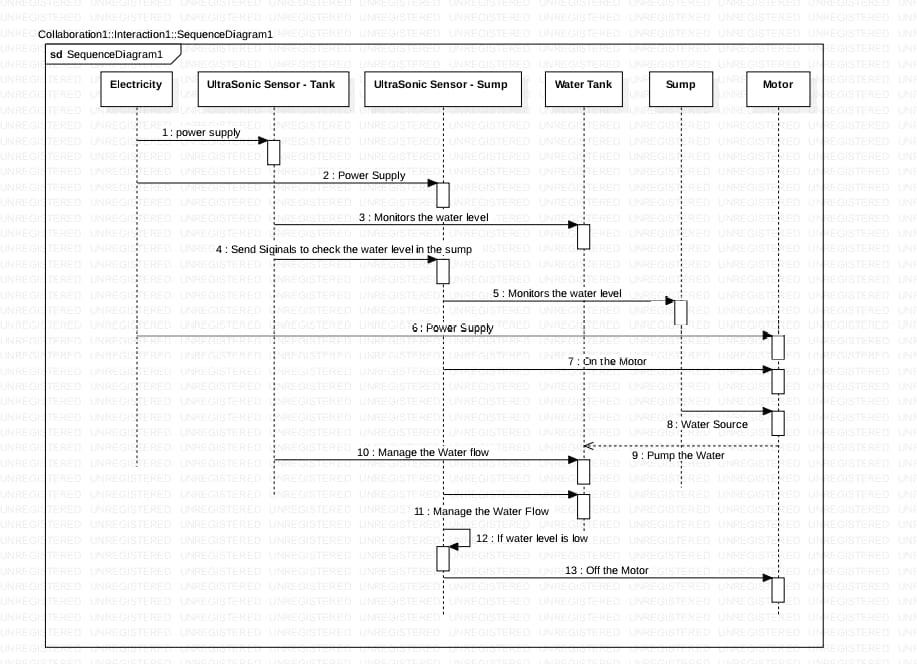 Collaboration1::Interaction1::SequenceDiagram1
sd SequenceDiagram1
Electricity
UltraSonic Sensor - Tank
UltraSonic Sensor - Sump
Water Tank
Sump
Motor
1 : power supply
2 : Power Supply
3 : Monitors the water level
4 : Send Siginals to check the water level in the sump
5 : Monitors the water level
6 : Power Supply
7 : On the Motor
8 : Water Source
9 : Pump the Water
10 : Manage the Water flow
11 : Manage the Water Flow
12 : If water level is low
13 : Off the Motor
UNREGISTERED